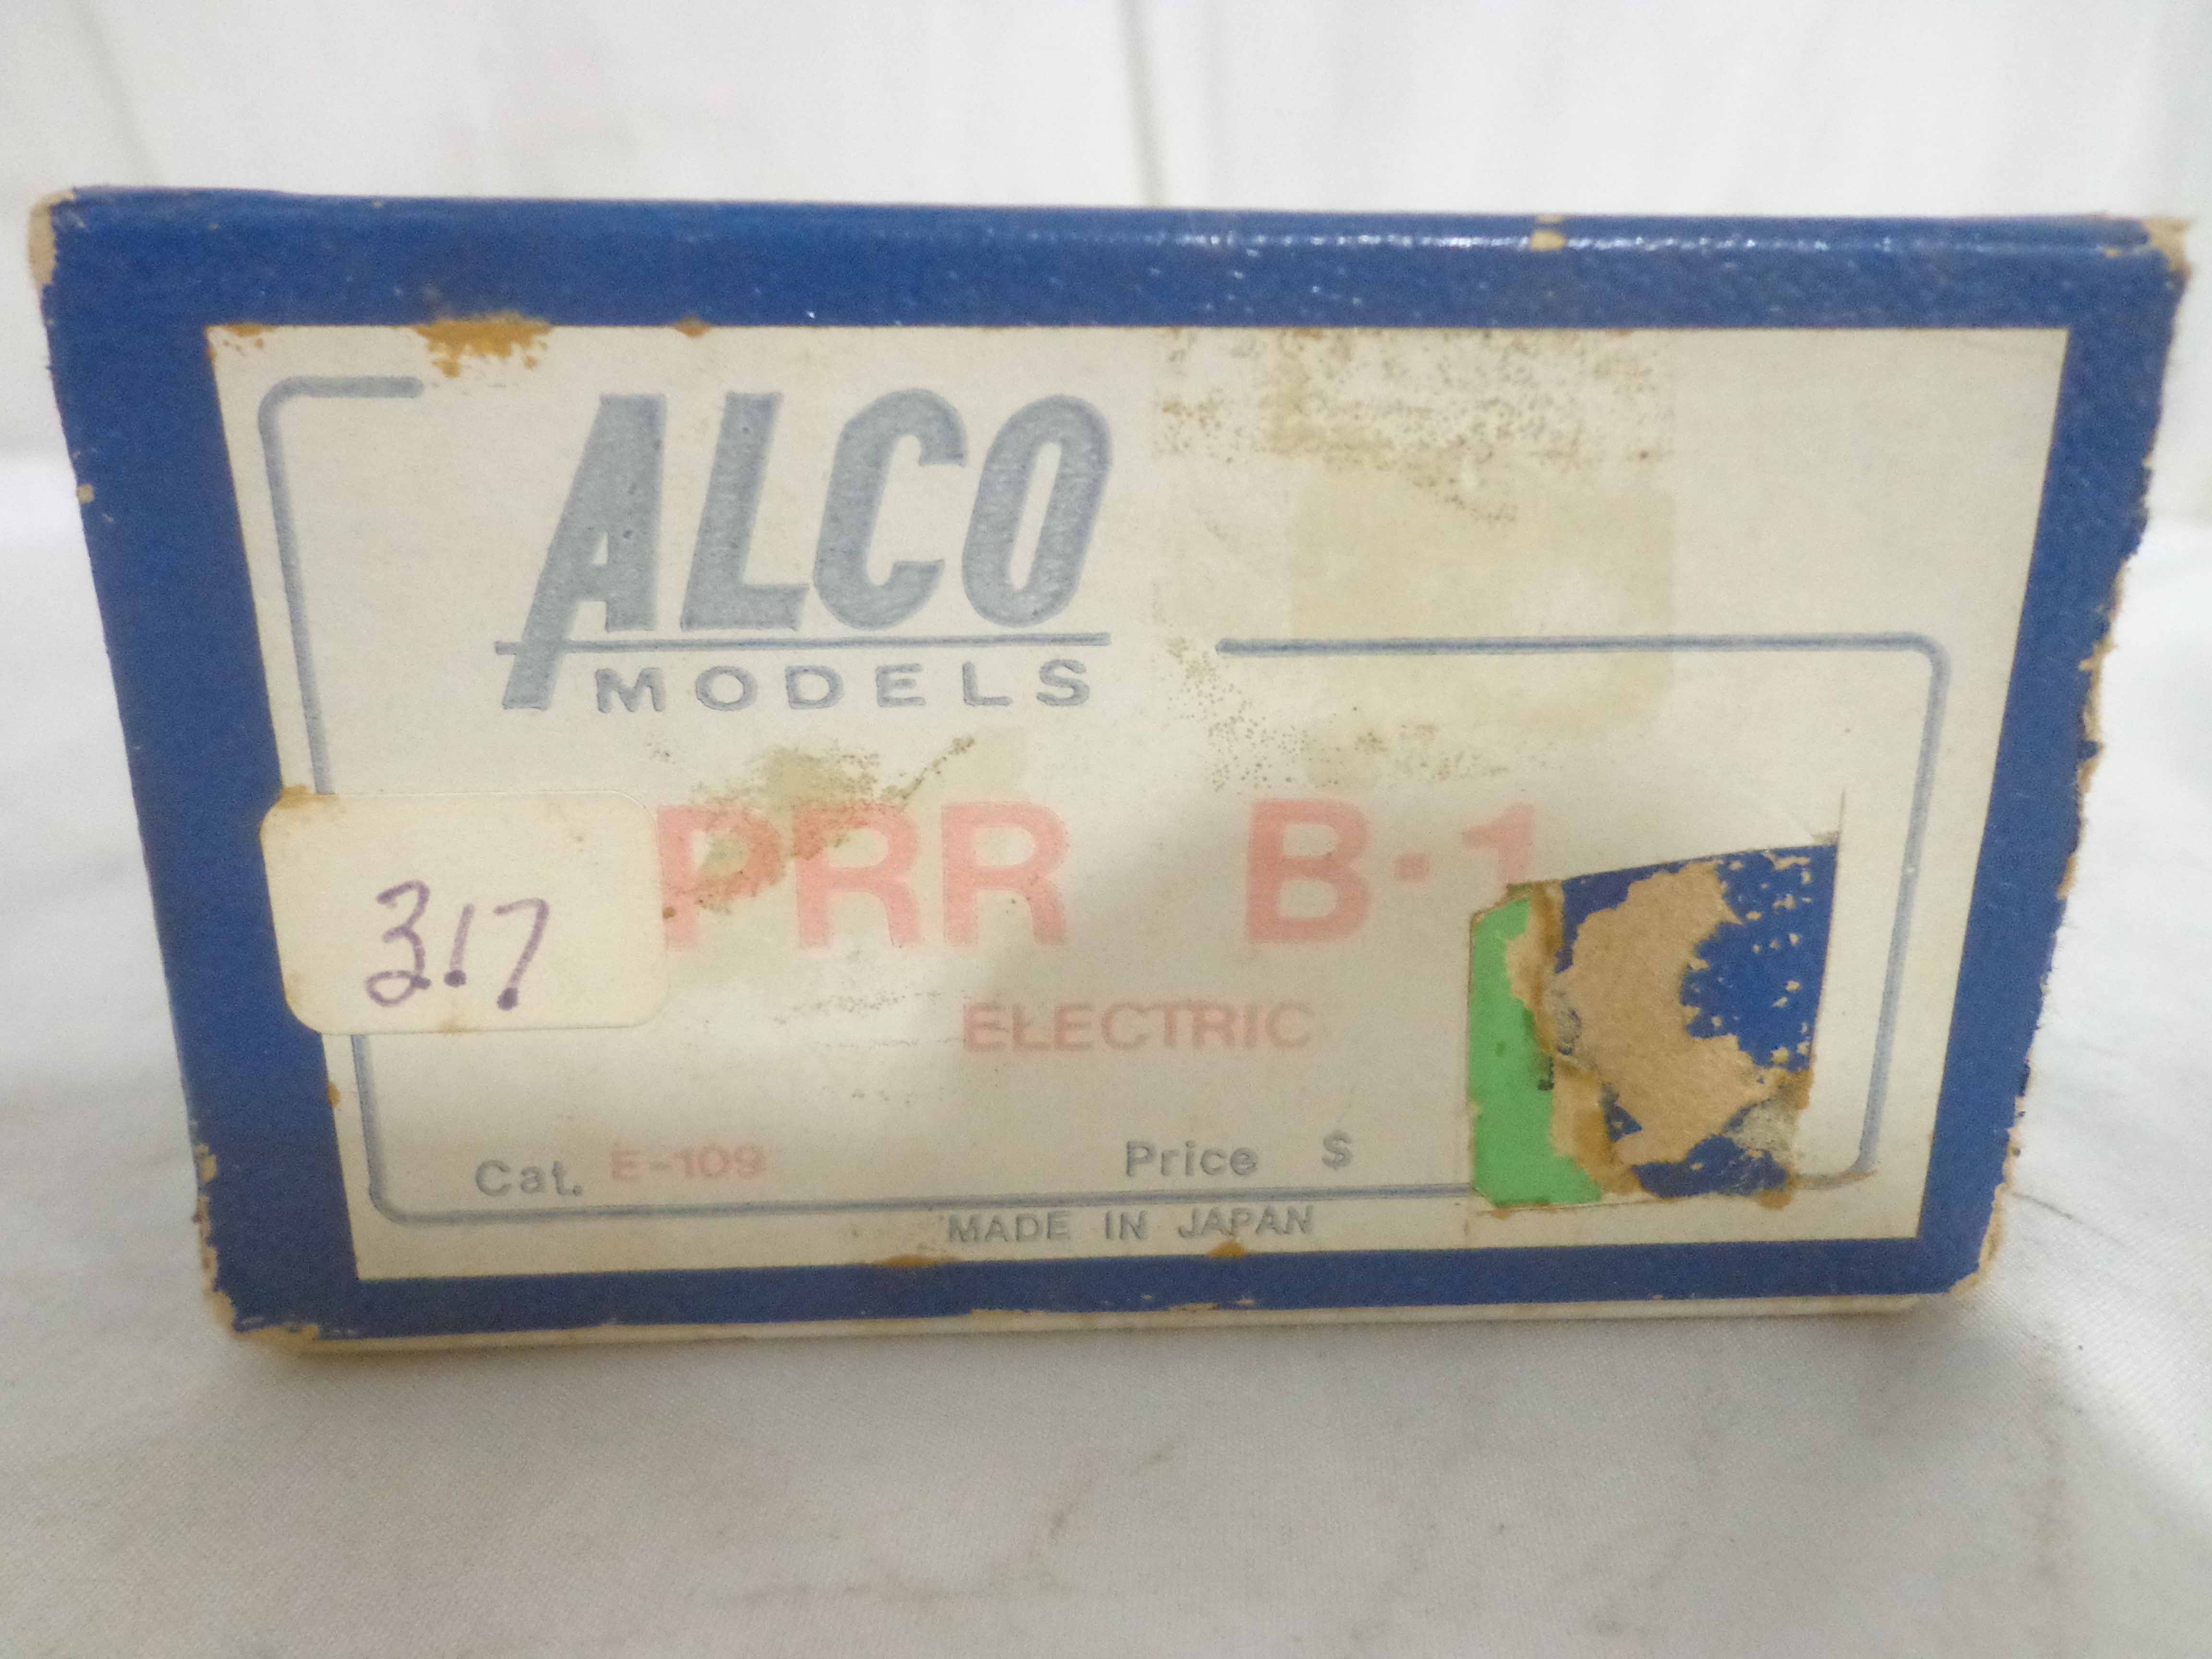 ALCO
MODELS
PRR B-1
317
ELECTRIC
Cat. E-109 Price $
MADE IN JAPAN